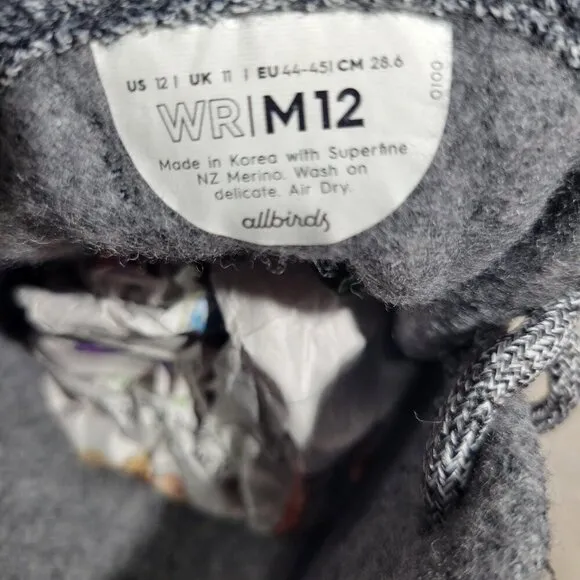 US 12 | UK 11 | EU 44-45 | CM 28.6
WR|M12
Made in Korea with Superfine
NZ Merino. Wash on
delicate. Air Dry.
allbirds
0100